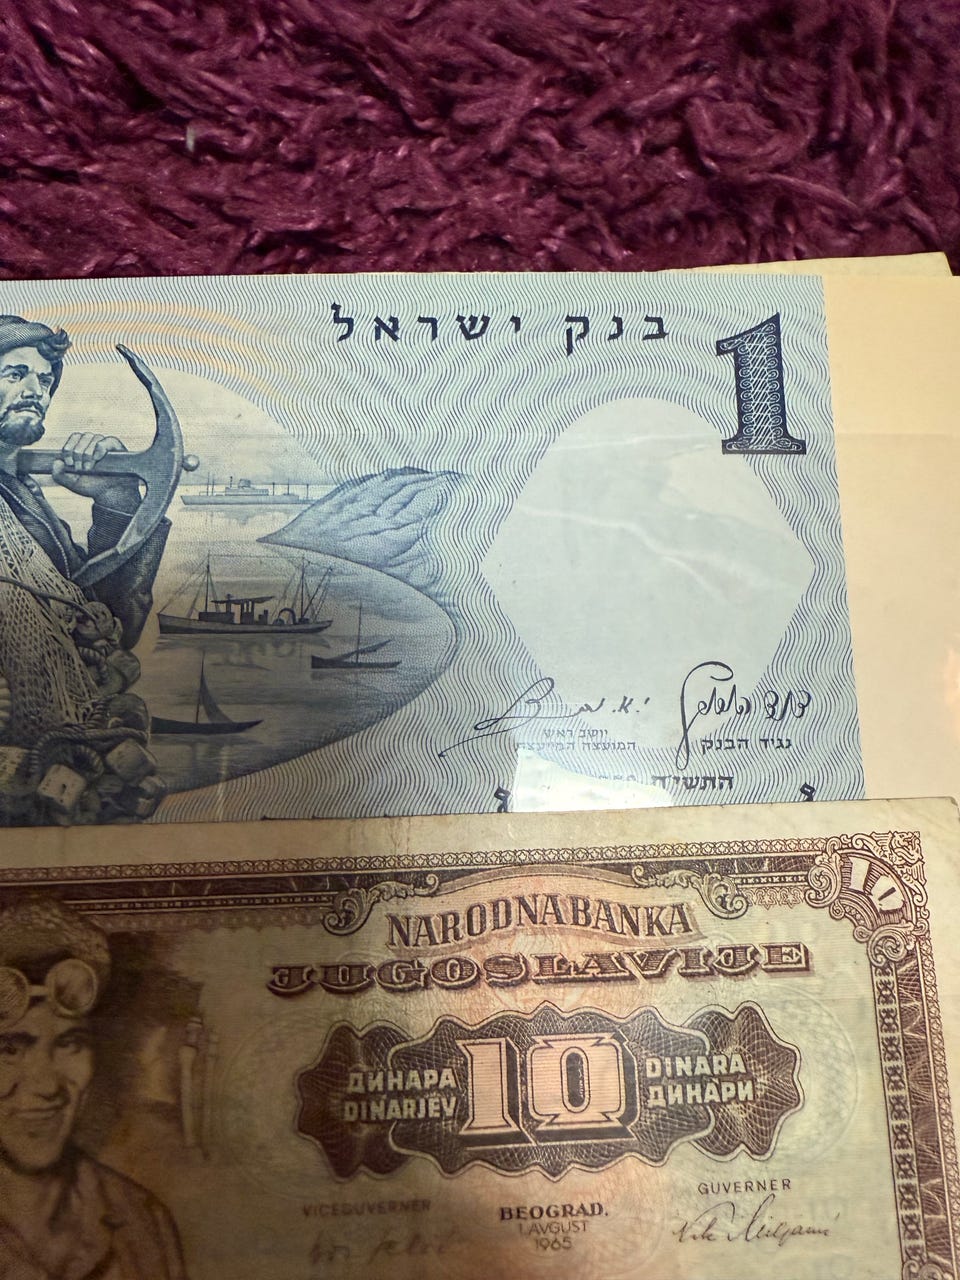 בנק ישראל
1
יושב ראש
המועצה המייעצת
נגיד הבנק
התשי״ח
NARODNA BANKA
JUGOSLAVIJE
ДИНАРА
DINARJEV
10
DINARA
ДИНАРИ
VICEGUVERNER
BEOGRAD.
1 AVGUST
1965
GUVERNER